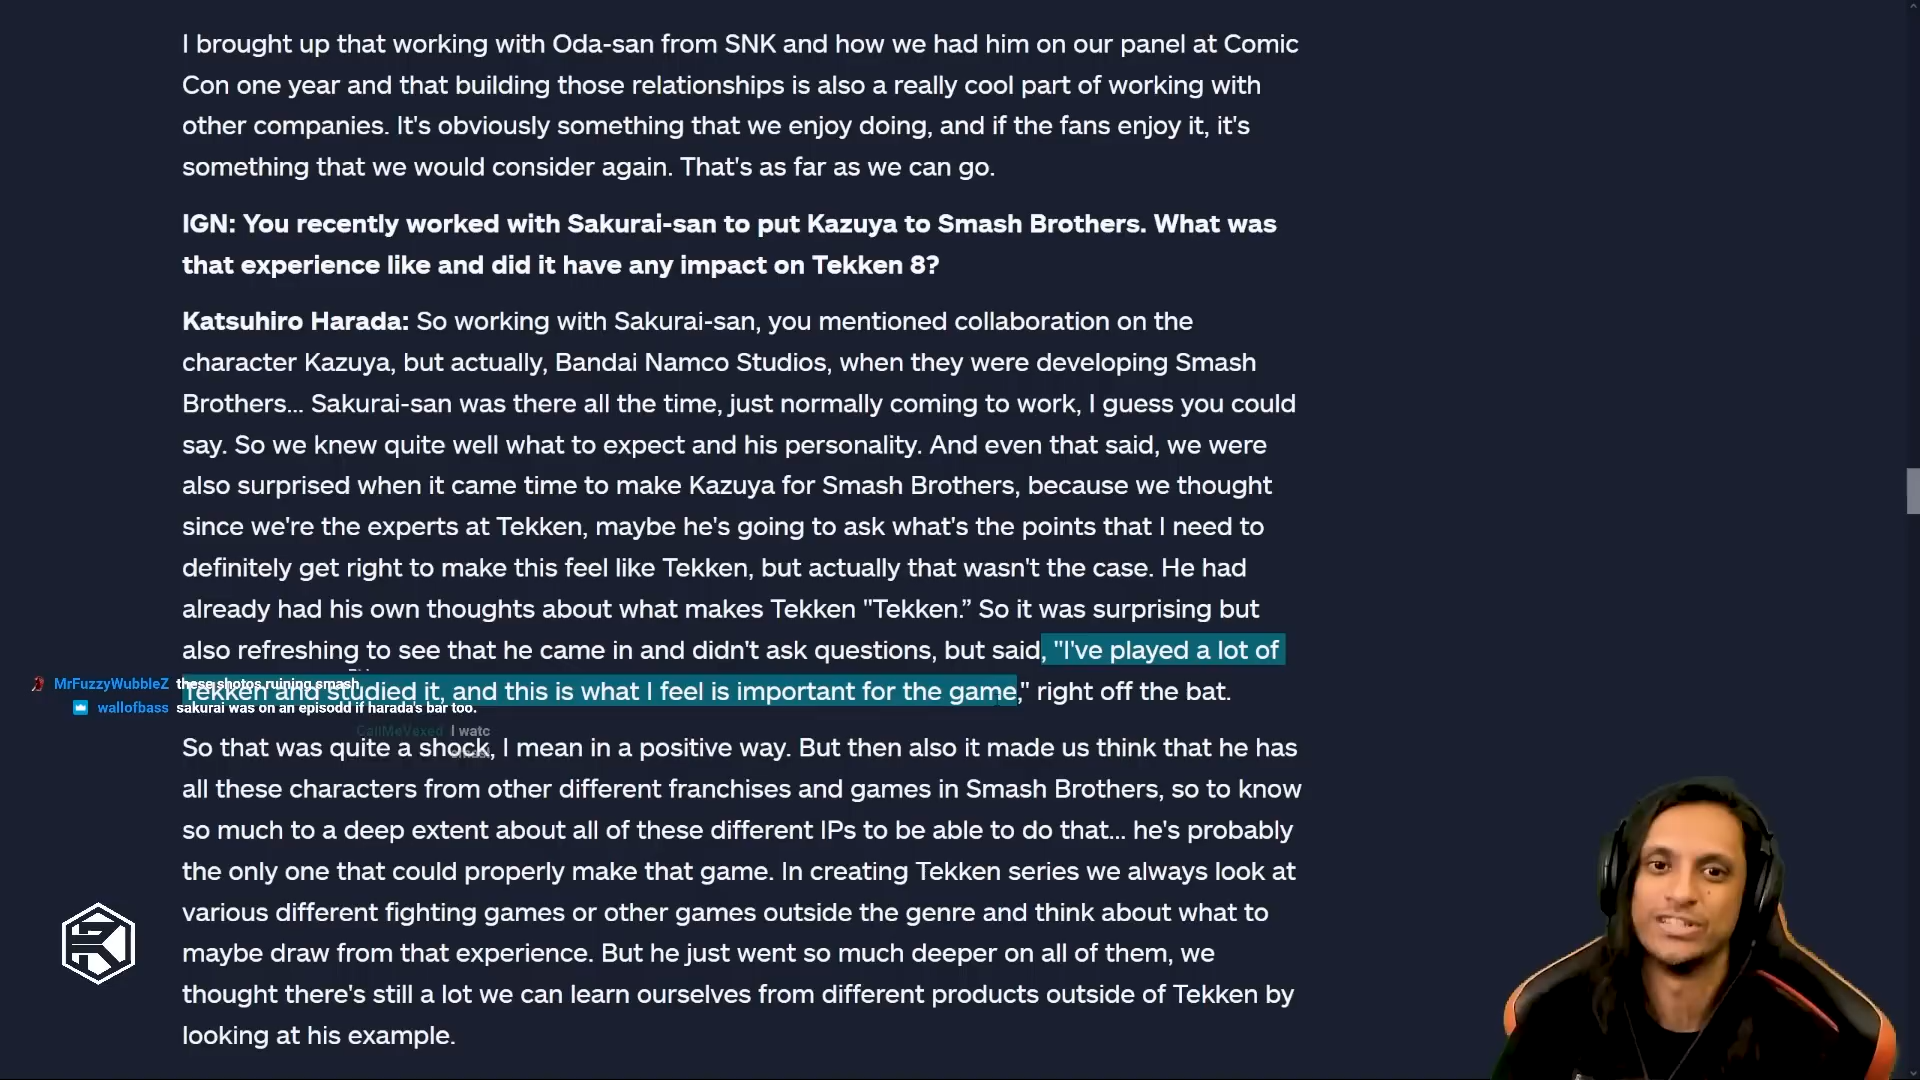 I brought up that working with Oda-san from SNK and how we had him on our panel at Comic
Con one year and that building those relationships is also a really cool part of working with
other companies. It's obviously something that we enjoy doing, and if the fans enjoy it, it's
something that we would consider again. That's as far as we can go.
IGN: You recently worked with Sakurai-san to put Kazuya to Smash Brothers. What was
that experience like and did it have any impact on Tekken 8?
Katsuhiro Harada: So working with Sakurai-san, you mentioned collaboration on the
character Kazuya, but actually, Bandai Namco Studios, when they were developing Smash
Brothers... Sakurai-san was there all the time, just normally coming to work, I guess you could
say. So we knew quite well what to expect and his personality. And even that said, we were
also surprised when it came time to make Kazuya for Smash Brothers, because we thought
since we're the experts at Tekken, maybe he's going to ask what's the points that I need to
definitely get right to make this feel like Tekken, but actually that wasn't the case. He had
already had his own thoughts about what makes Tekken "Tekken.” So it was surprising but
also refreshing to see that he came in and didn't ask questions, but said, "I've played a lot of
Tekken and studied it, and this is what I feel is important for the game," right off the bat.
MrFuzzyWubbleZ these shotos ruining smash
wallofbass sakurai was on an episodd if harada's bar too.
CallMeVexed I watc
So that was quite a shock, I mean in a positive way. But then also it made us think that he has
all these characters from other different franchises and games in Smash Brothers, so to know
so much to a deep extent about all of these different IPs to be able to do that... he's probably
the only one that could properly make that game. In creating Tekken series we always look at
various different fighting games or other games outside the genre and think about what to
maybe draw from that experience. But he just went so much deeper on all of them, we
thought there's still a lot we can learn ourselves from different products outside of Tekken by
looking at his example.